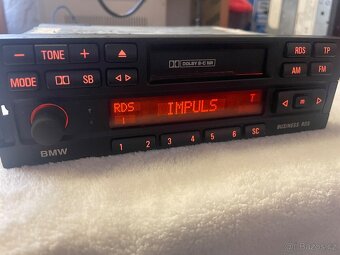 − TONE + RDS TP
DOLBY B-C NR
MODE SB AM FM
RDS IMPULS T
I
m
BMW 1 2 3 4 5 6 SC BUSINESS RDS